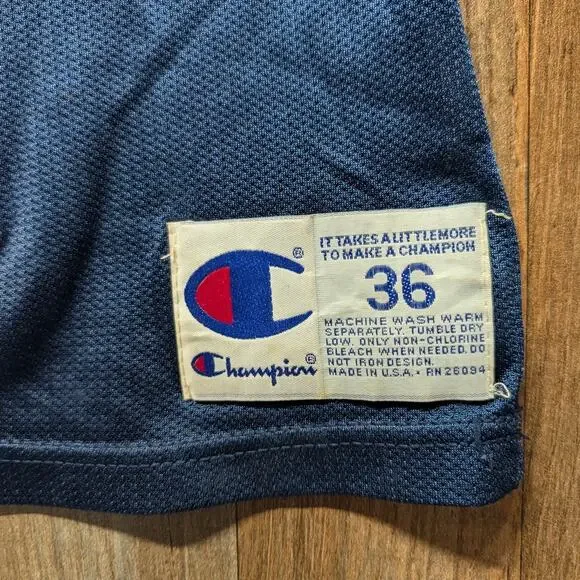 ®
Champion®
IT TAKES A LITTLE MORE
TO MAKE A CHAMPION
36
MACHINE WASH WARM
SEPARATELY. TUMBLE DRY
LOW. ONLY NON-CHLORINE
BLEACH WHEN NEEDED. DO
NOT IRON DESIGN.
MADE IN U.S.A. • RN 26094